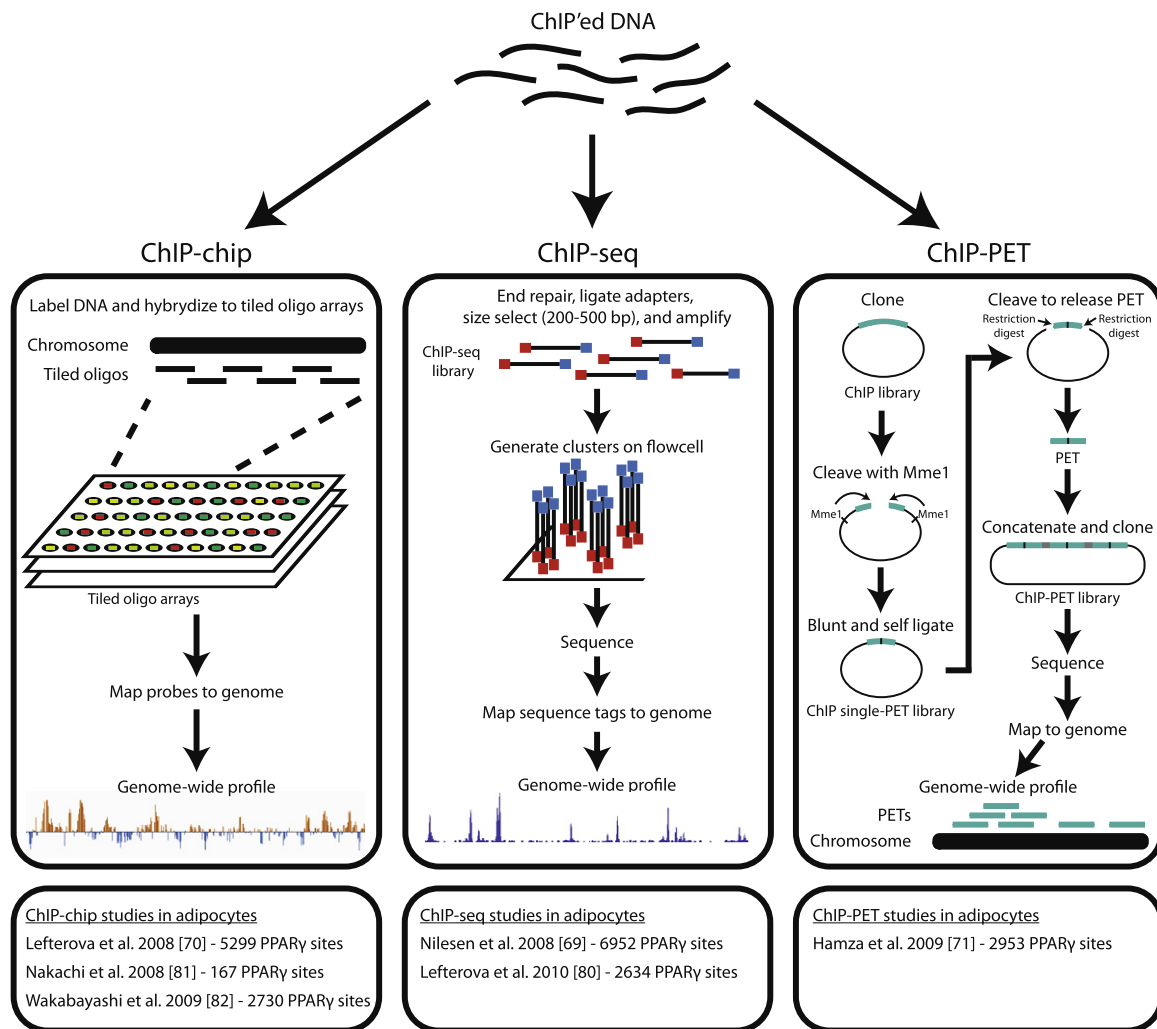 ChIP'ed DNA
ChIP-chip
Label DNA and hybrydize to tiled oligo arrays
Chromosome
Tiled oligos
Tiled oligo arrays
Map probes to genome
Genome-wide profile
ChIP-chip studies in adipocytes
Lefterova et al. 2008 [70] - 5299 PPARγ sites
Nakachi et al. 2008 [81] - 167 PPARγ sites
Wakabayashi et al. 2009 [82] - 2730 PPARγ sites
ChIP-seq
End repair, ligate adapters,
size select (200-500 bp), and amplify
ChIP-seq
library
Generate clusters on flowcell
Sequence
Map sequence tags to genome
Genome-wide profile
ChIP-seq studies in adipocytes
Nilesen et al. 2008 [69] - 6952 PPARγ sites
Lefterova et al. 2010 [80] - 2634 PPARγ sites
ChIP-PET
Clone
ChIP library
Cleave with Mme1
Mme1
Mme1
Blunt and self ligate
ChIP single-PET library
Cleave to release PET
Restriction
digest
Restriction
digest
PET
Concatenate and clone
ChIP-PET library
Sequence
Map to genome
Genome-wide profile
PETs
Chromosome
ChIP-PET studies in adipocytes
Hamza et al. 2009 [71] - 2953 PPARγ sites